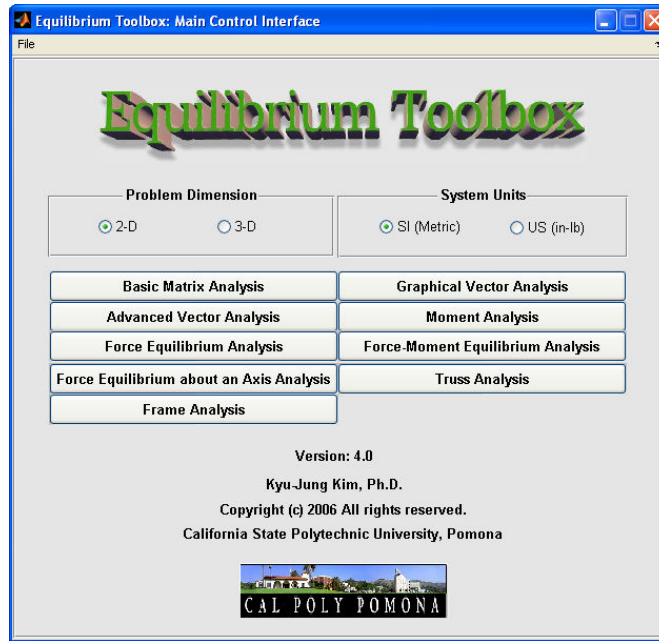 Equilibrium Toolbox: Main Control Interface
File
Equilibrium Toolbox
Problem Dimension
System Units
2-D
3-D
SI (Metric)
US (in-lb)
Basic Matrix Analysis
Graphical Vector Analysis
Advanced Vector Analysis
Moment Analysis
Force Equilibrium Analysis
Force-Moment Equilibrium Analysis
Force Equilibrium about an Axis Analysis
Truss Analysis
Frame Analysis
Version: 4.0
Kyu-Jung Kim, Ph.D.
Copyright (c) 2006 All rights reserved.
California State Polytechnic University, Pomona
CAL POLY POMONA